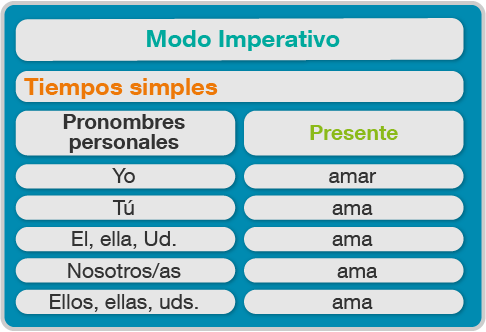 Modo Imperativo
Tiempos simples
Pronombres
personales
Presente
Yo amar
Tú ama
El, ella, Ud. ama
Nosotros/as ama
Ellos, ellas, uds. ama